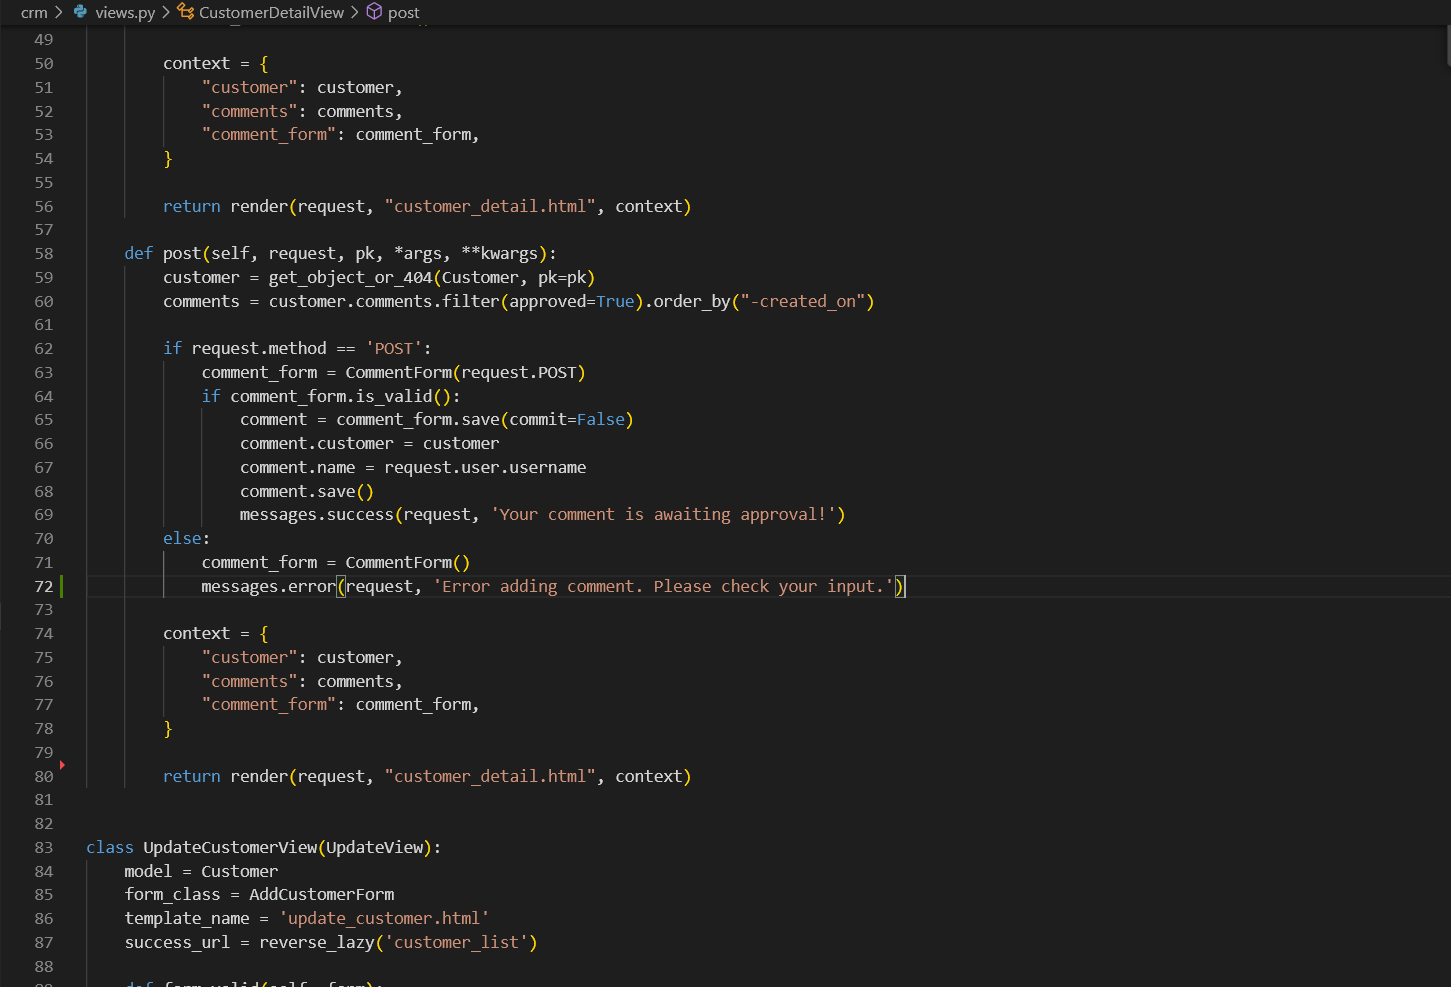 crm > views.py > CustomerDetailView > post
49
50 context = {
51 "customer": customer,
52 "comments": comments,
53 "comment_form": comment_form,
54 }
55
56 return render(request, "customer_detail.html", context)
57
58 def post(self, request, pk, *args, **kwargs):
59 customer = get_object_or_404(Customer, pk=pk)
60 comments = customer.comments.filter(approved=True).order_by("-created_on")
61
62 if request.method == 'POST':
63 comment_form = CommentForm(request.POST)
64 if comment_form.is_valid():
65 comment = comment_form.save(commit=False)
66 comment.customer = customer
67 comment.name = request.user.username
68 comment.save()
69 messages.success(request, 'Your comment is awaiting approval!')
70 else:
71 comment_form = CommentForm()
72 messages.error(request, 'Error adding comment. Please check your input.')
73
74 context = {
75 "customer": customer,
76 "comments": comments,
77 "comment_form": comment_form,
78 }
79
80 return render(request, "customer_detail.html", context)
81
82
83 class UpdateCustomerView(UpdateView):
84 model = Customer
85 form_class = AddCustomerForm
86 template_name = 'update_customer.html'
87 success_url = reverse_lazy('customer_list')
88
def form_valid(self, form):